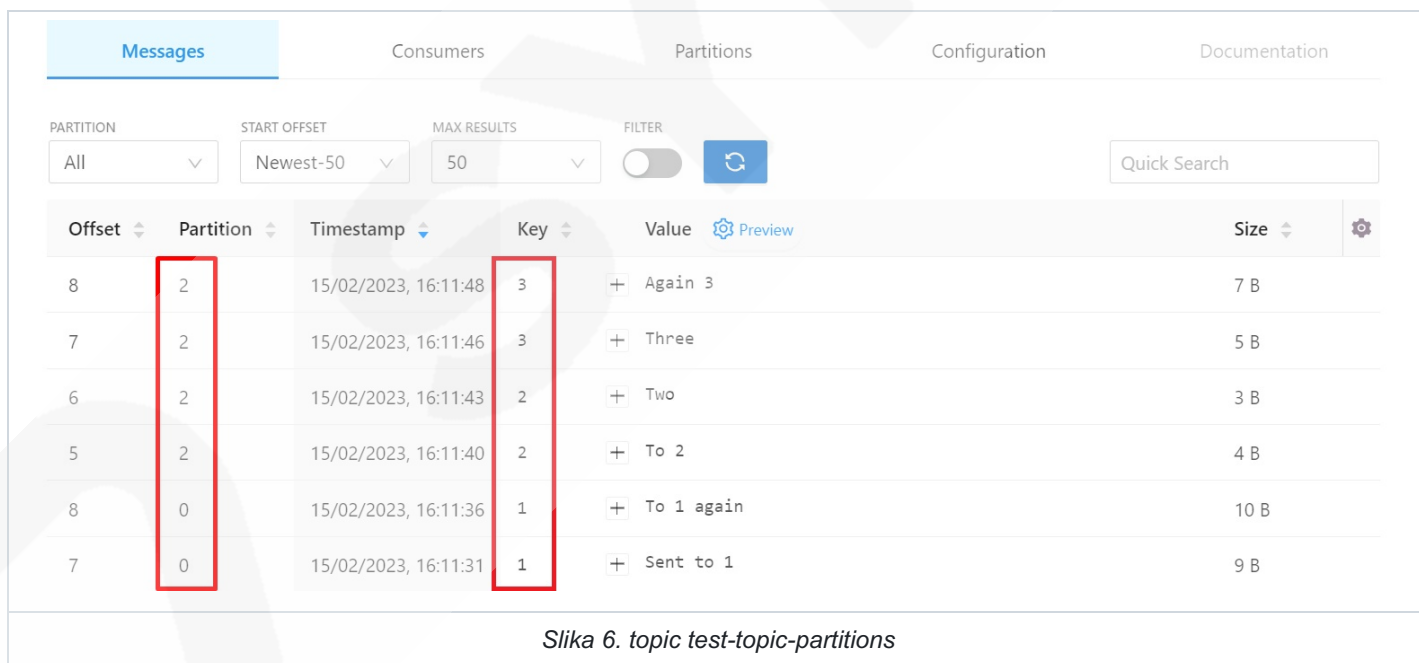 Messages Consumers Partitions Configuration Documentation
PARTITION START OFFSET MAX RESULTS FILTER
All Newest-50 50 Quick Search
Offset Partition Timestamp Key Value Preview Size
8 2 15/02/2023, 16:11:48 3 + Again 3 7 B
7 2 15/02/2023, 16:11:46 3 + Three 5 B
6 2 15/02/2023, 16:11:43 2 + Two 3 B
5 2 15/02/2023, 16:11:40 2 + To 2 4 B
8 0 15/02/2023, 16:11:36 1 + To 1 again 10 B
7 0 15/02/2023, 16:11:31 1 + Sent to 1 9 B
Slika 6. topic test-topic-partitions